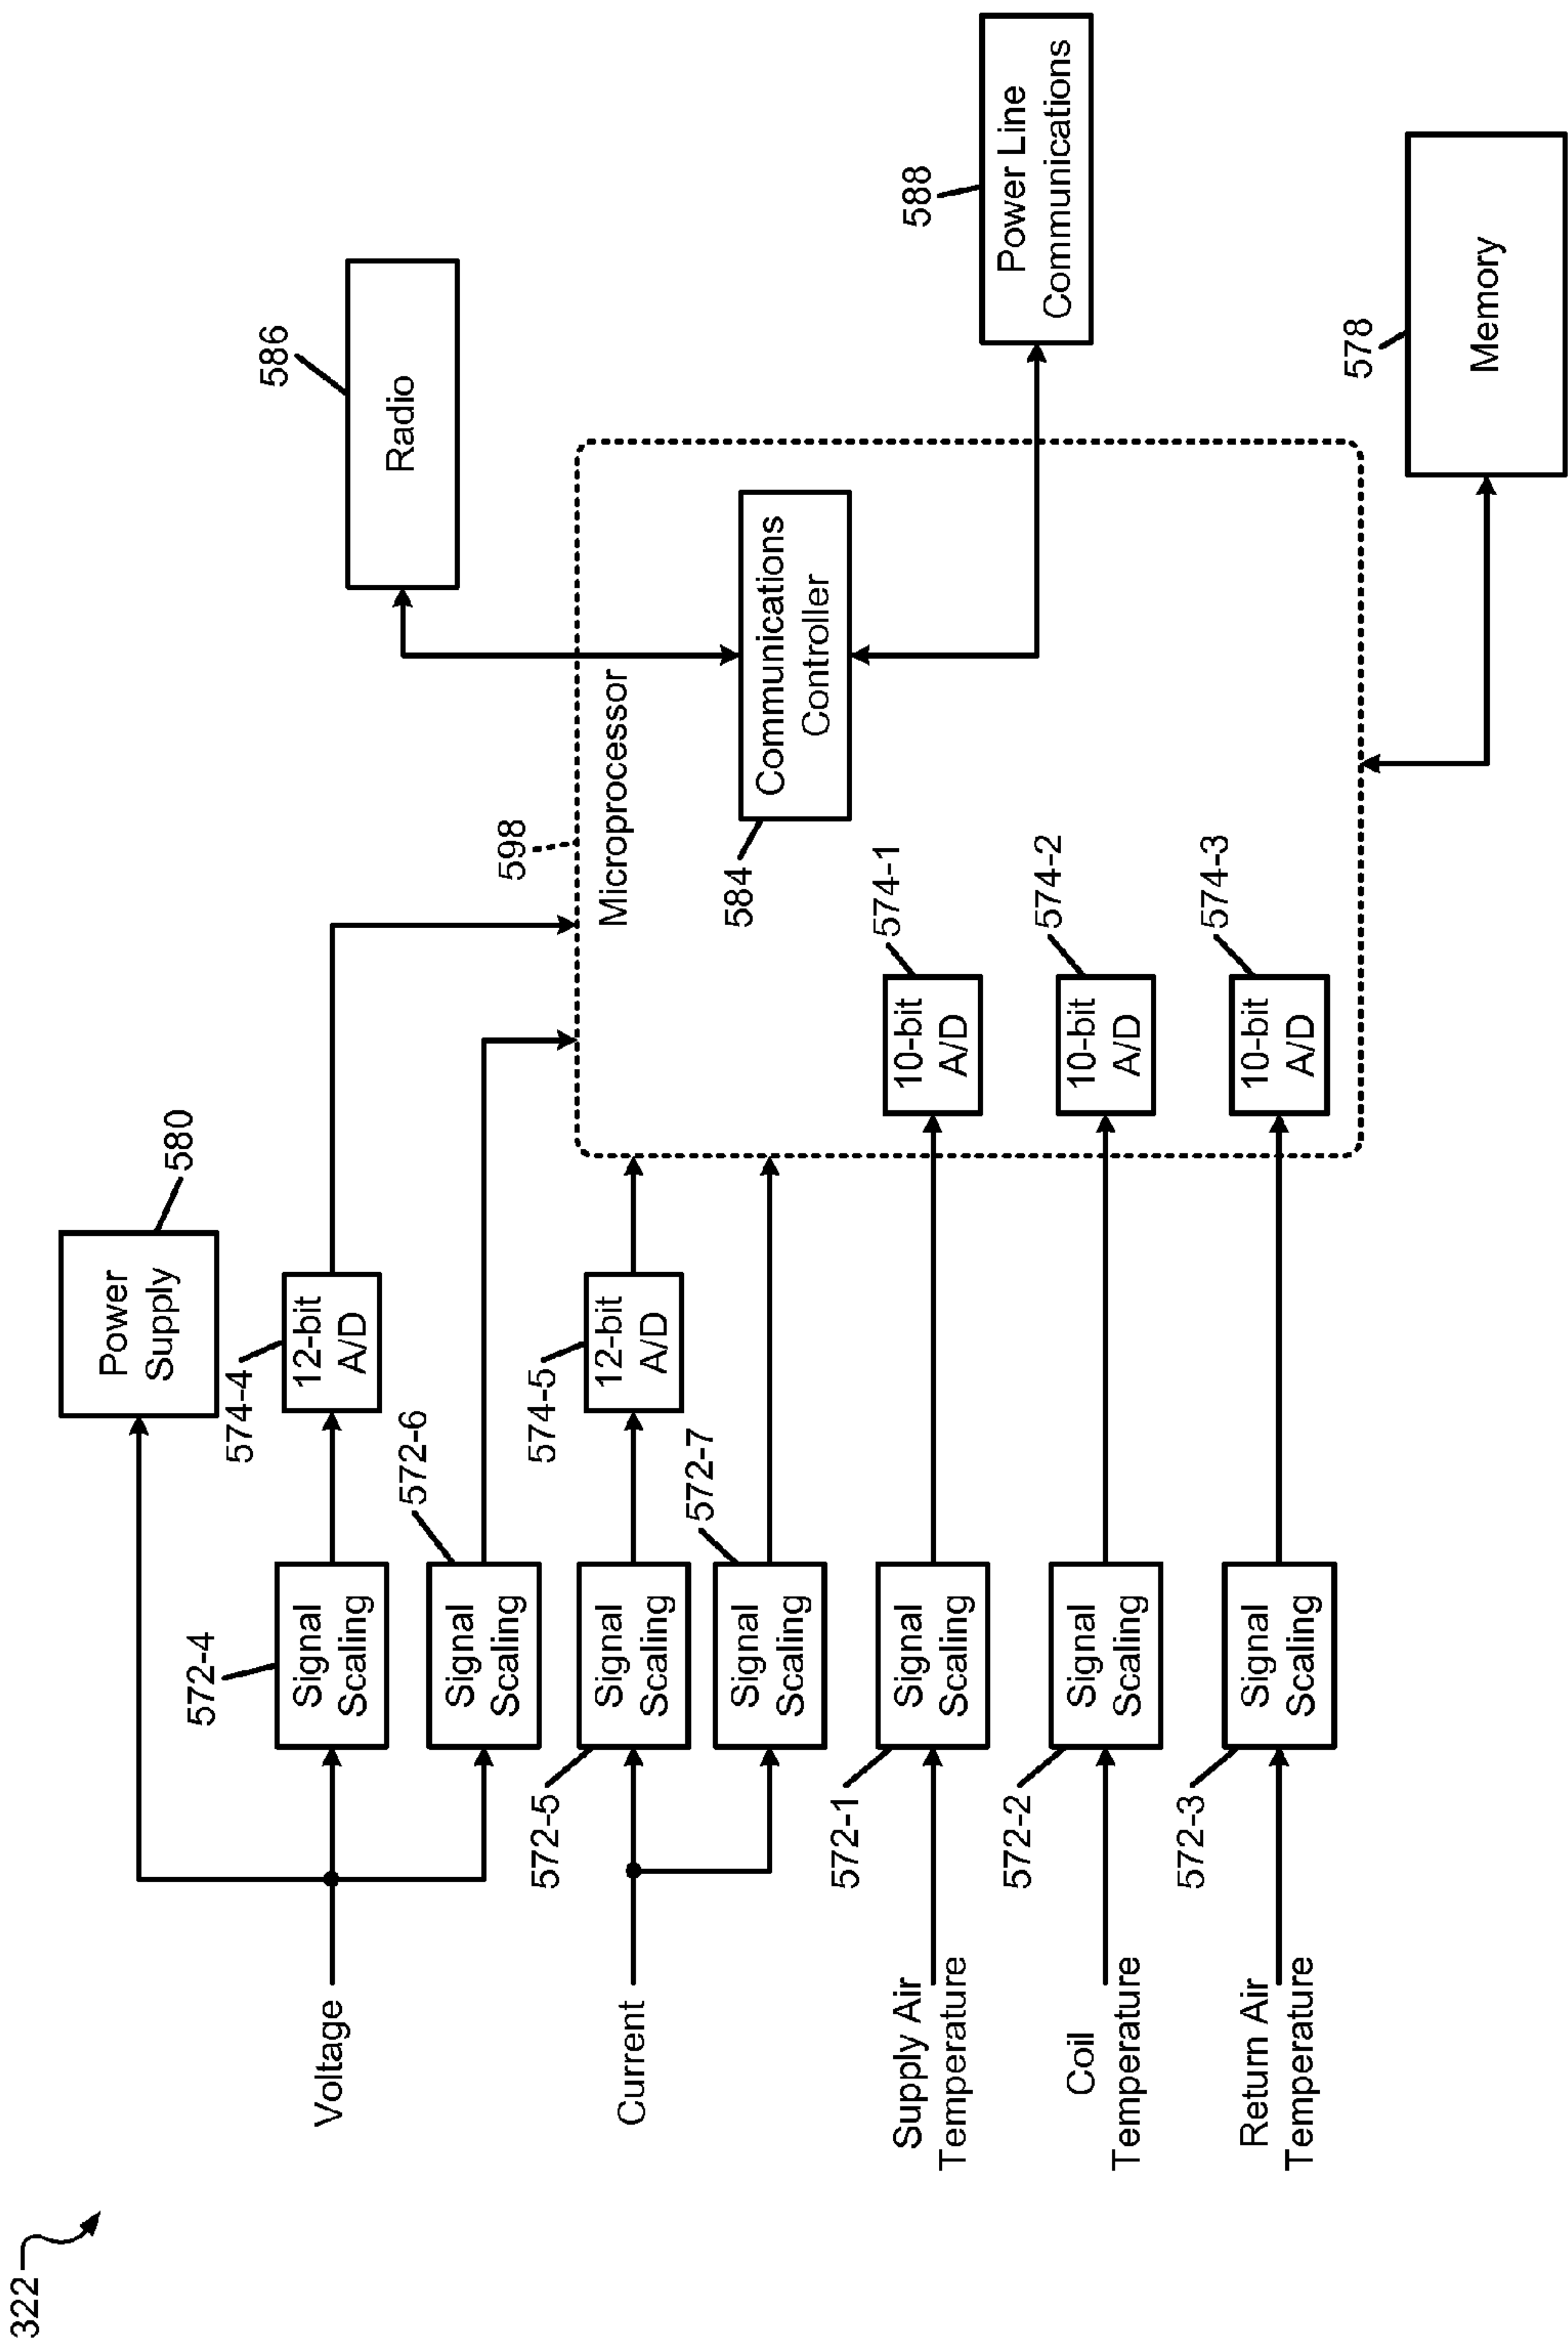 322
Voltage
Current
Supply Air
Temperature
Coil
Temperature
Return Air
Temperature
572-4
Signal
Scaling
572-6
Signal
Scaling
572-5
Signal
Scaling
572-7
Signal
Scaling
572-1
Signal
Scaling
572-2
Signal
Scaling
572-3
Signal
Scaling
Power
Supply
580
574-4
12-bit
A/D
574-5
12-bit
A/D
598
Microprocessor
10-bit
A/D
574-1
10-bit
A/D
574-2
10-bit
A/D
574-3
584
Communications
Controller
Radio
586
Power Line
Communications
588
Memory
578